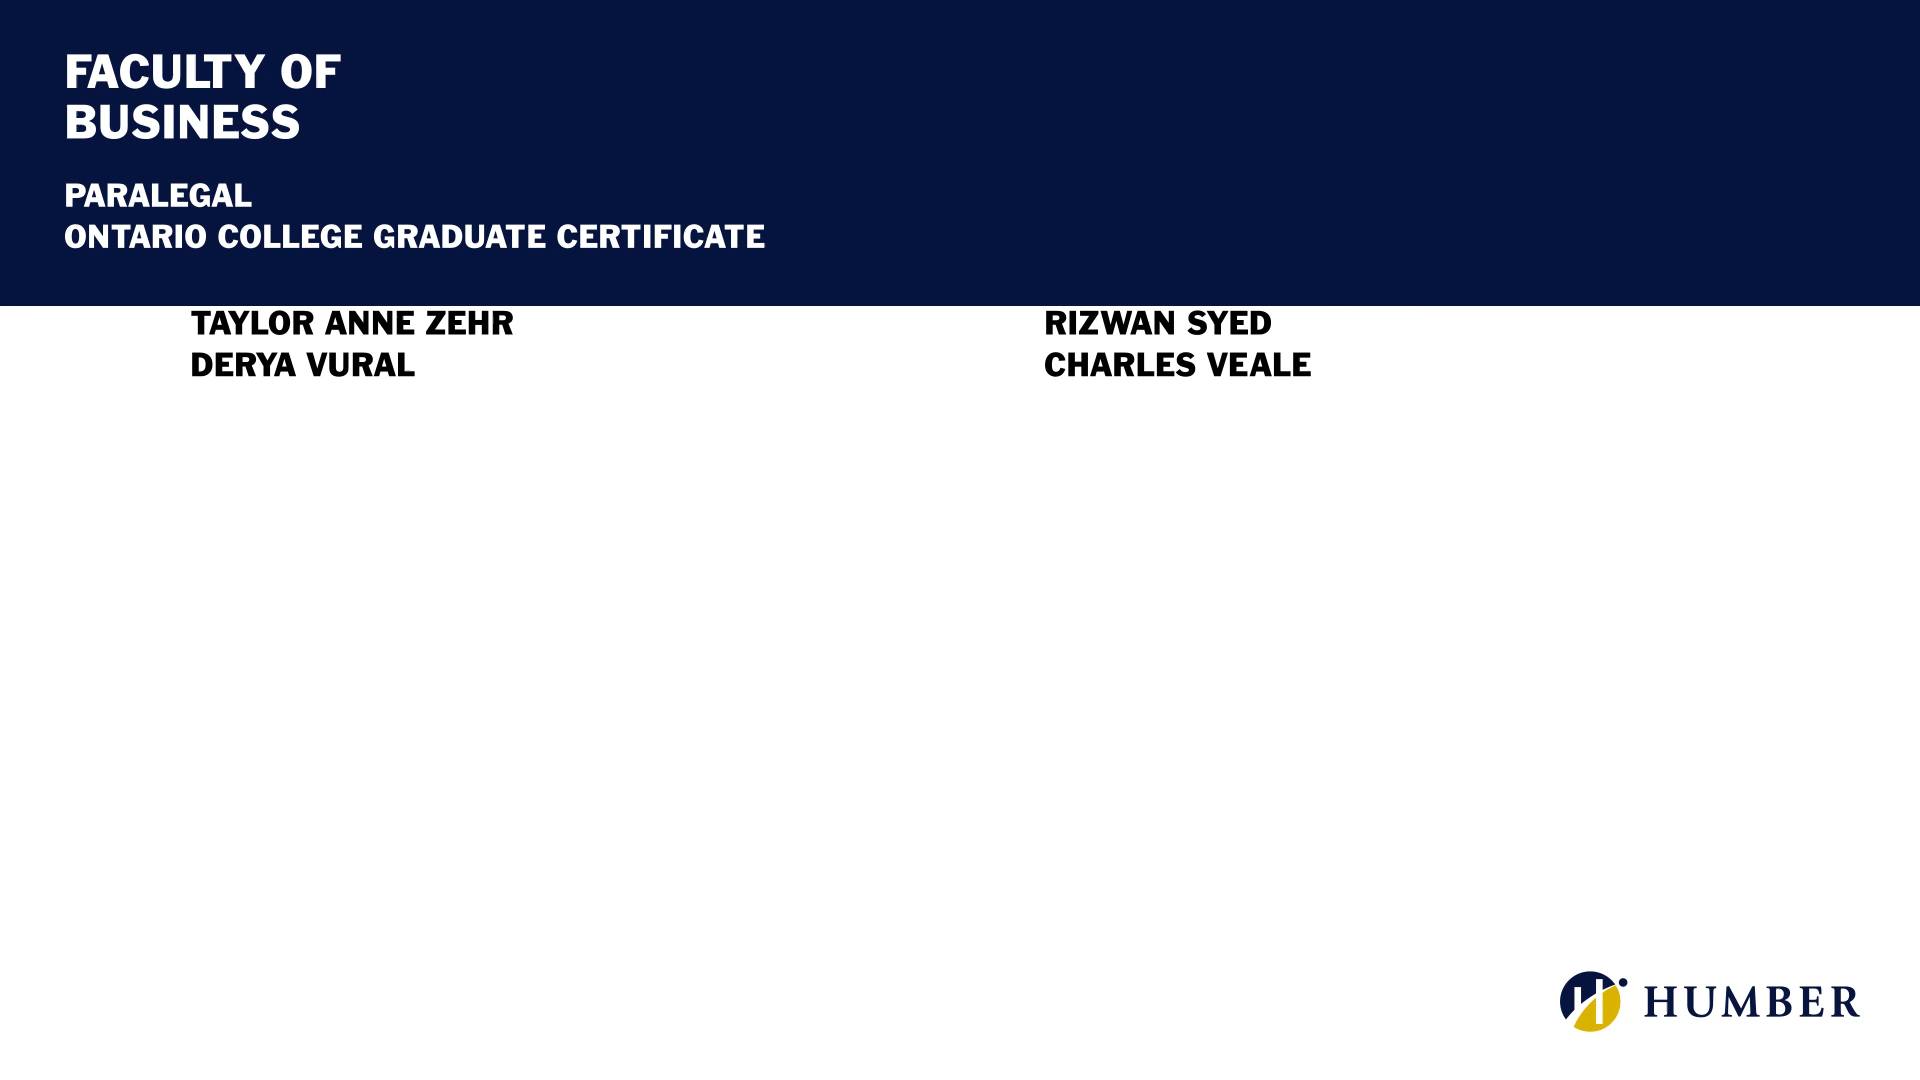 FACULTY OF
BUSINESS
PARALEGAL
ONTARIO COLLEGE GRADUATE CERTIFICATE
TAYLOR ANNE ZEHR
DERYA VURAL
RIZWAN SYED
CHARLES VEALE
HUMBER